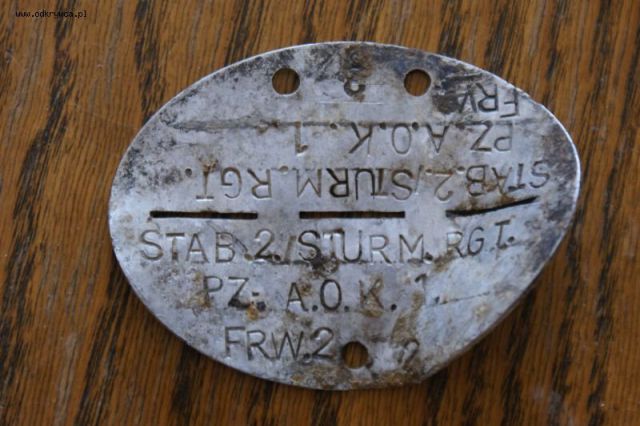 www.odkrywca.pl
FRW
PZ. A.O.K. 1.
STAB.2./STURM.RGT.
STAB.2./STURM.RGT.
PZ. A.O.K. 1.
FRW.2 2